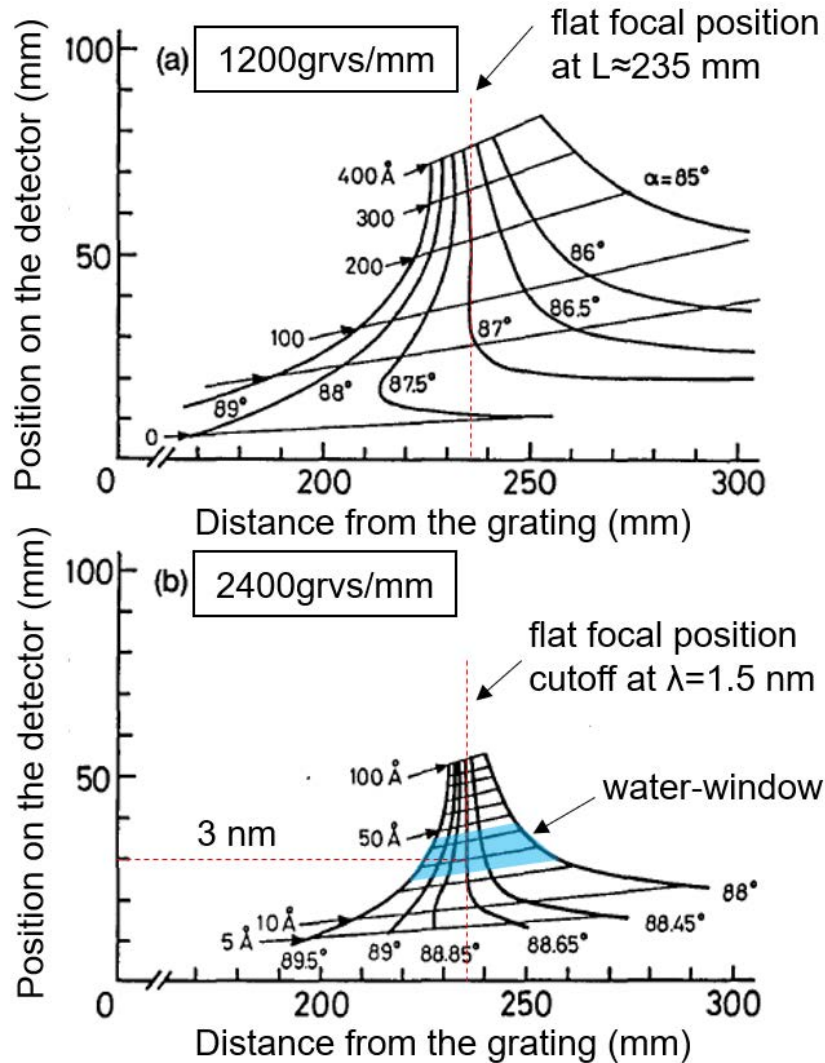 flat focal position
at L≈235 mm
(a)
1200grvs/mm
Position on the detector (mm)
100
50
0
400 Å
300
200
100
0
89°
88°
87.5°
87°
86.5°
86°
α=85°
200
250
300
Distance from the grating (mm)
(b)
2400grvs/mm
flat focal position
cutoff at λ=1.5 nm
Position on the detector (mm)
100
50
0
100 Å
50 Å
water-window
3 nm
10Å
5 Å
89.5°
89°
88.85°
88.65°
88.45°
88°
200
250
300
Distance from the grating (mm)